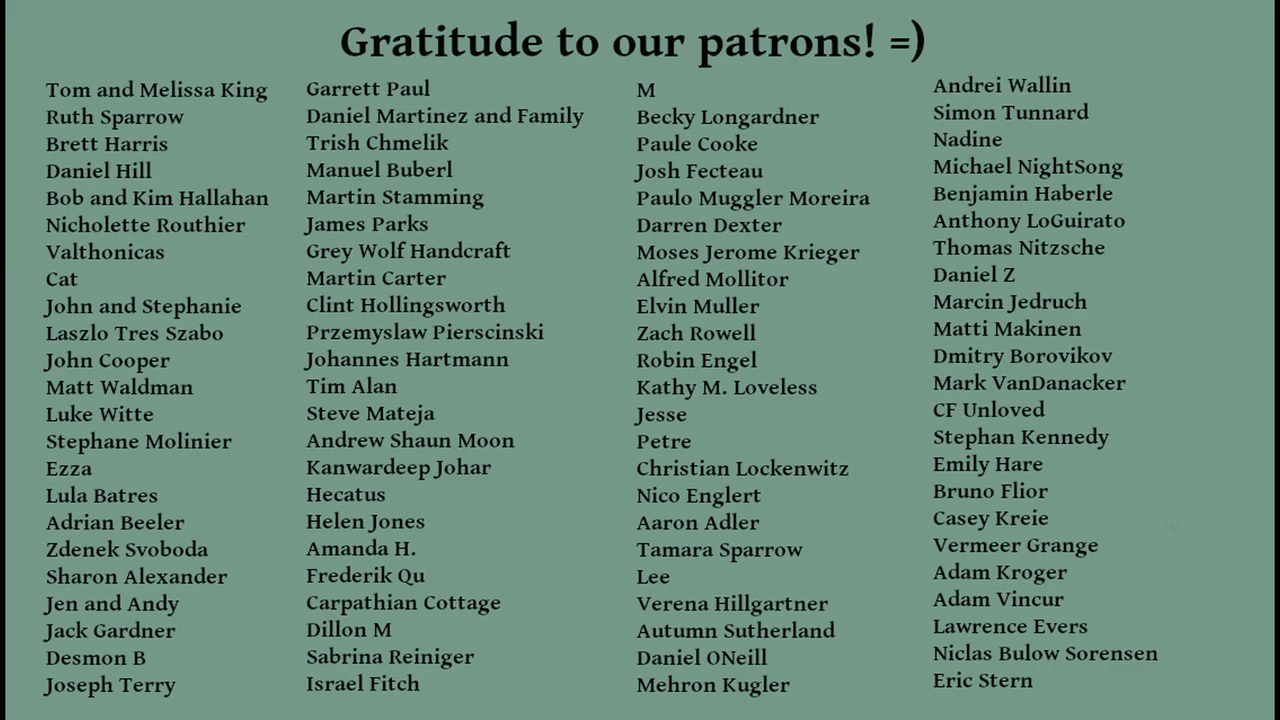 Gratitude to our patrons! =)
Tom and Melissa King
Ruth Sparrow
Brett Harris
Daniel Hill
Bob and Kim Hallahan
Nicholette Routhier
Valthonicas
Cat
John and Stephanie
Laszlo Tres Szabo
John Cooper
Matt Waldman
Luke Witte
Stephane Molinier
Ezza
Lula Batres
Adrian Beeler
Zdenek Svoboda
Sharon Alexander
Jen and Andy
Jack Gardner
Desmon B
Joseph Terry
Garrett Paul
Daniel Martinez and Family
Trish Chmelik
Manuel Buberl
Martin Stamming
James Parks
Grey Wolf Handcraft
Martin Carter
Clint Hollingsworth
Przemyslaw Pierscinski
Johannes Hartmann
Tim Alan
Steve Mateja
Andrew Shaun Moon
Kanwardeep Johar
Hecatus
Helen Jones
Amanda H.
Frederik Qu
Carpathian Cottage
Dillon M
Sabrina Reiniger
Israel Fitch
M
Becky Longardner
Paule Cooke
Josh Fecteau
Paulo Muggler Moreira
Darren Dexter
Moses Jerome Krieger
Alfred Mollitor
Elvin Muller
Zach Rowell
Robin Engel
Kathy M. Loveless
Jesse
Petre
Christian Lockenwitz
Nico Englert
Aaron Adler
Tamara Sparrow
Lee
Verena Hillgartner
Autumn Sutherland
Daniel ONeill
Mehron Kugler
Andrei Wallin
Simon Tunnard
Nadine
Michael NightSong
Benjamin Haberle
Anthony LoGuirato
Thomas Nitzsche
Daniel Z
Marcin Jedruch
Matti Makinen
Dmitry Borovikov
Mark VanDanacker
CF Unloved
Stephan Kennedy
Emily Hare
Bruno Flior
Casey Kreie
Vermeer Grange
Adam Kroger
Adam Vincur
Lawrence Evers
Niclas Bulow Sorensen
Eric Stern